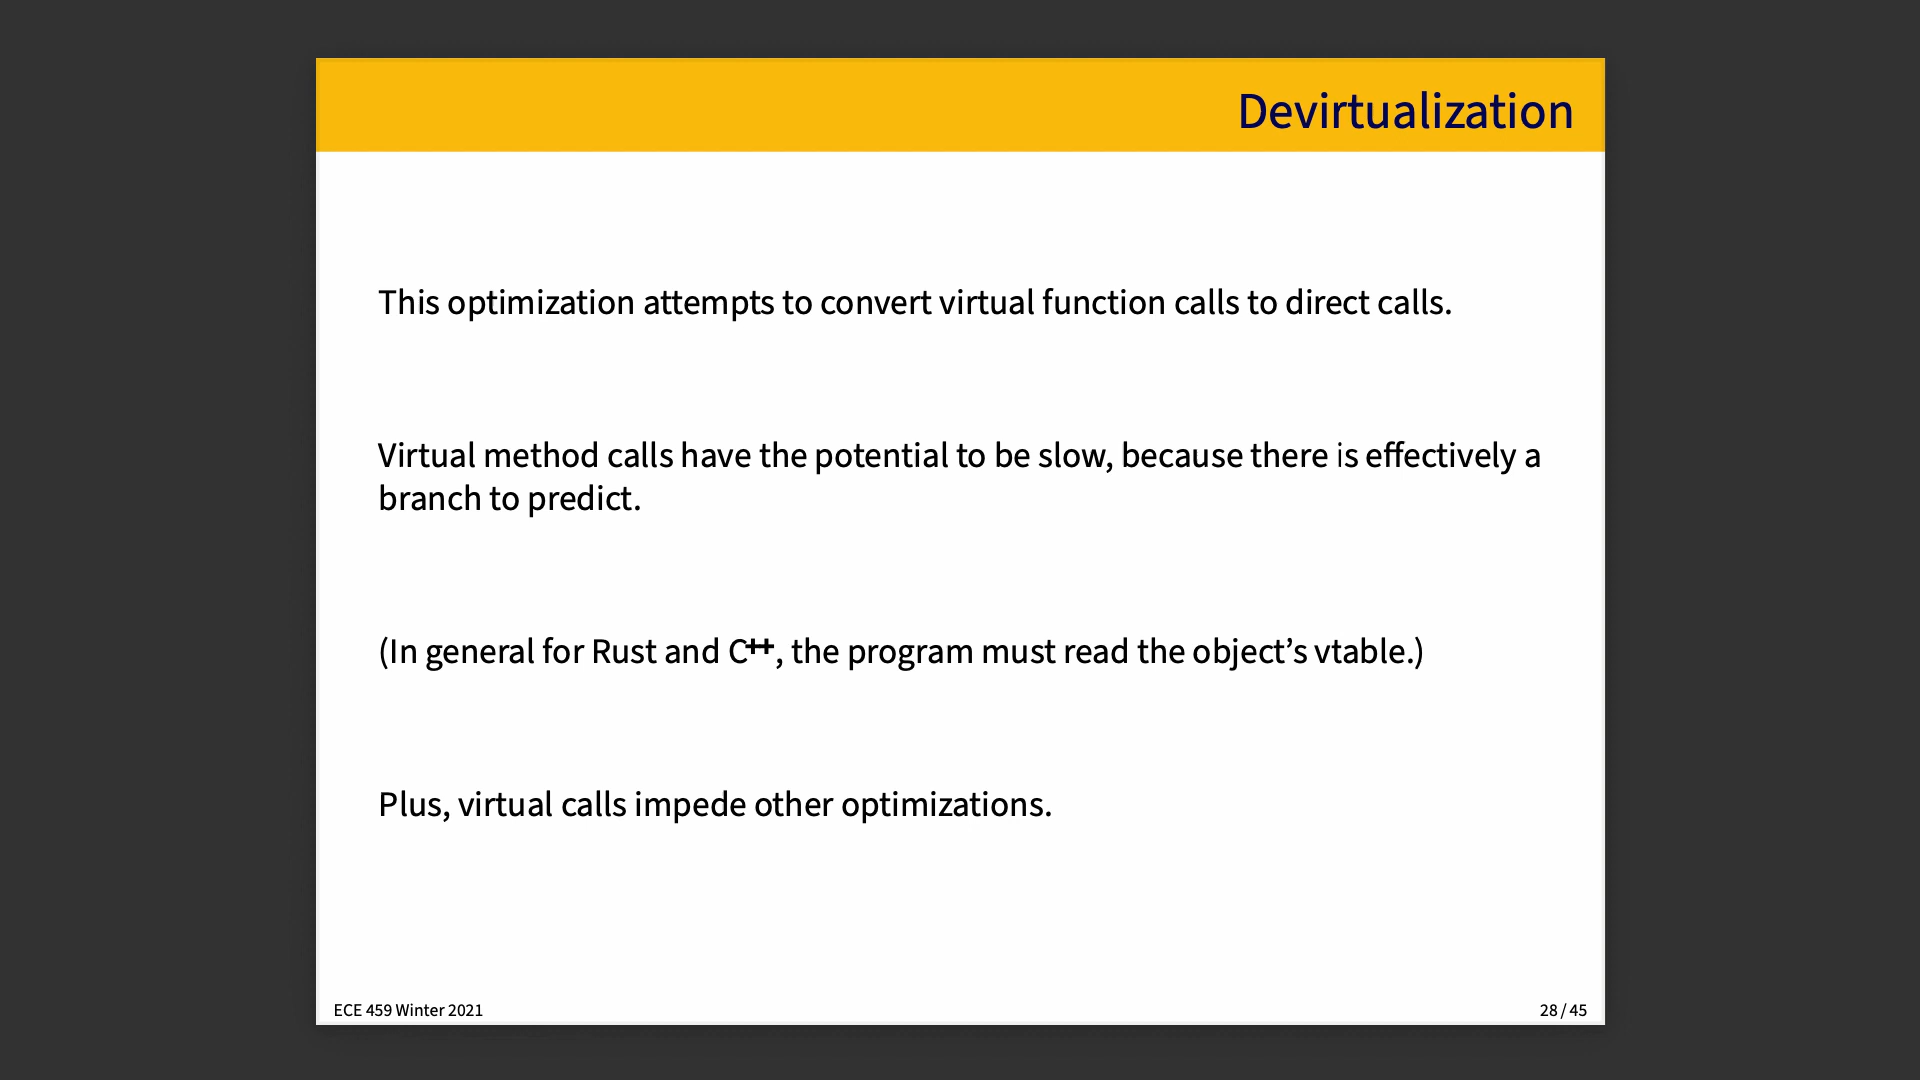 Devirtualization
This optimization attempts to convert virtual function calls to direct calls.
Virtual method calls have the potential to be slow, because there is effectively a
branch to predict.
(In general for Rust and C++, the program must read the object’s vtable.)
Plus, virtual calls impede other optimizations.
ECE 459 Winter 2021
28 / 45